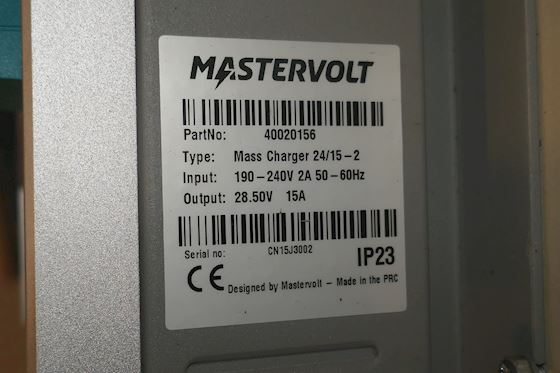 MASTERVOLT
PartNo: 40020156
Type: Mass Charger 24/15-2
Input: 190-240V 2A 50-60Hz
Output: 28.50V 15A
Serial no: CN15J3002
IP23
CE Designed by Mastervolt - Made in the PRC